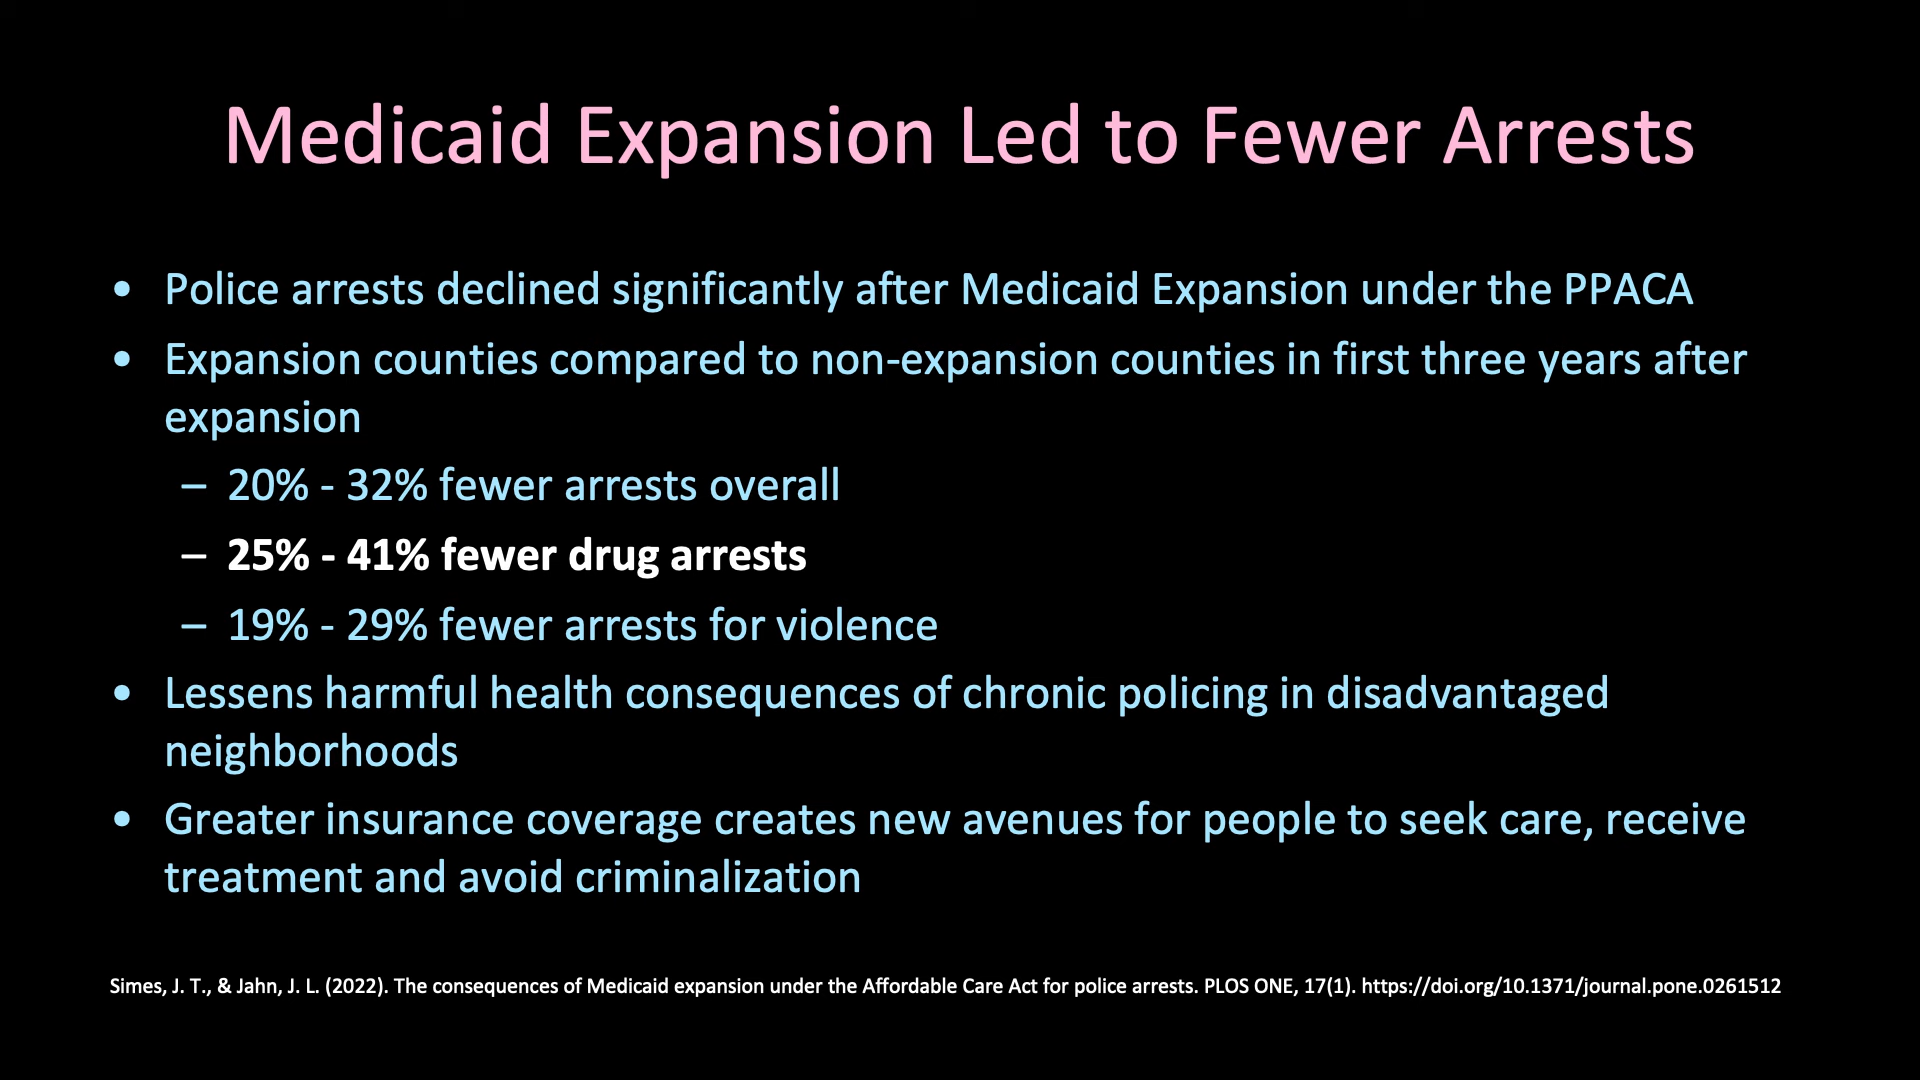 Medicaid Expansion Led to Fewer Arrests
• Police arrests declined significantly after Medicaid Expansion under the PPACA
• Expansion counties compared to non-expansion counties in first three years after
expansion
– 20% - 32% fewer arrests overall
– 25% - 41% fewer drug arrests
– 19% - 29% fewer arrests for violence
• Lessens harmful health consequences of chronic policing in disadvantaged
neighborhoods
• Greater insurance coverage creates new avenues for people to seek care, receive
treatment and avoid criminalization
Simes, J. T., & Jahn, J. L. (2022). The consequences of Medicaid expansion under the Affordable Care Act for police arrests. PLOS ONE, 17(1). https://doi.org/10.1371/journal.pone.0261512